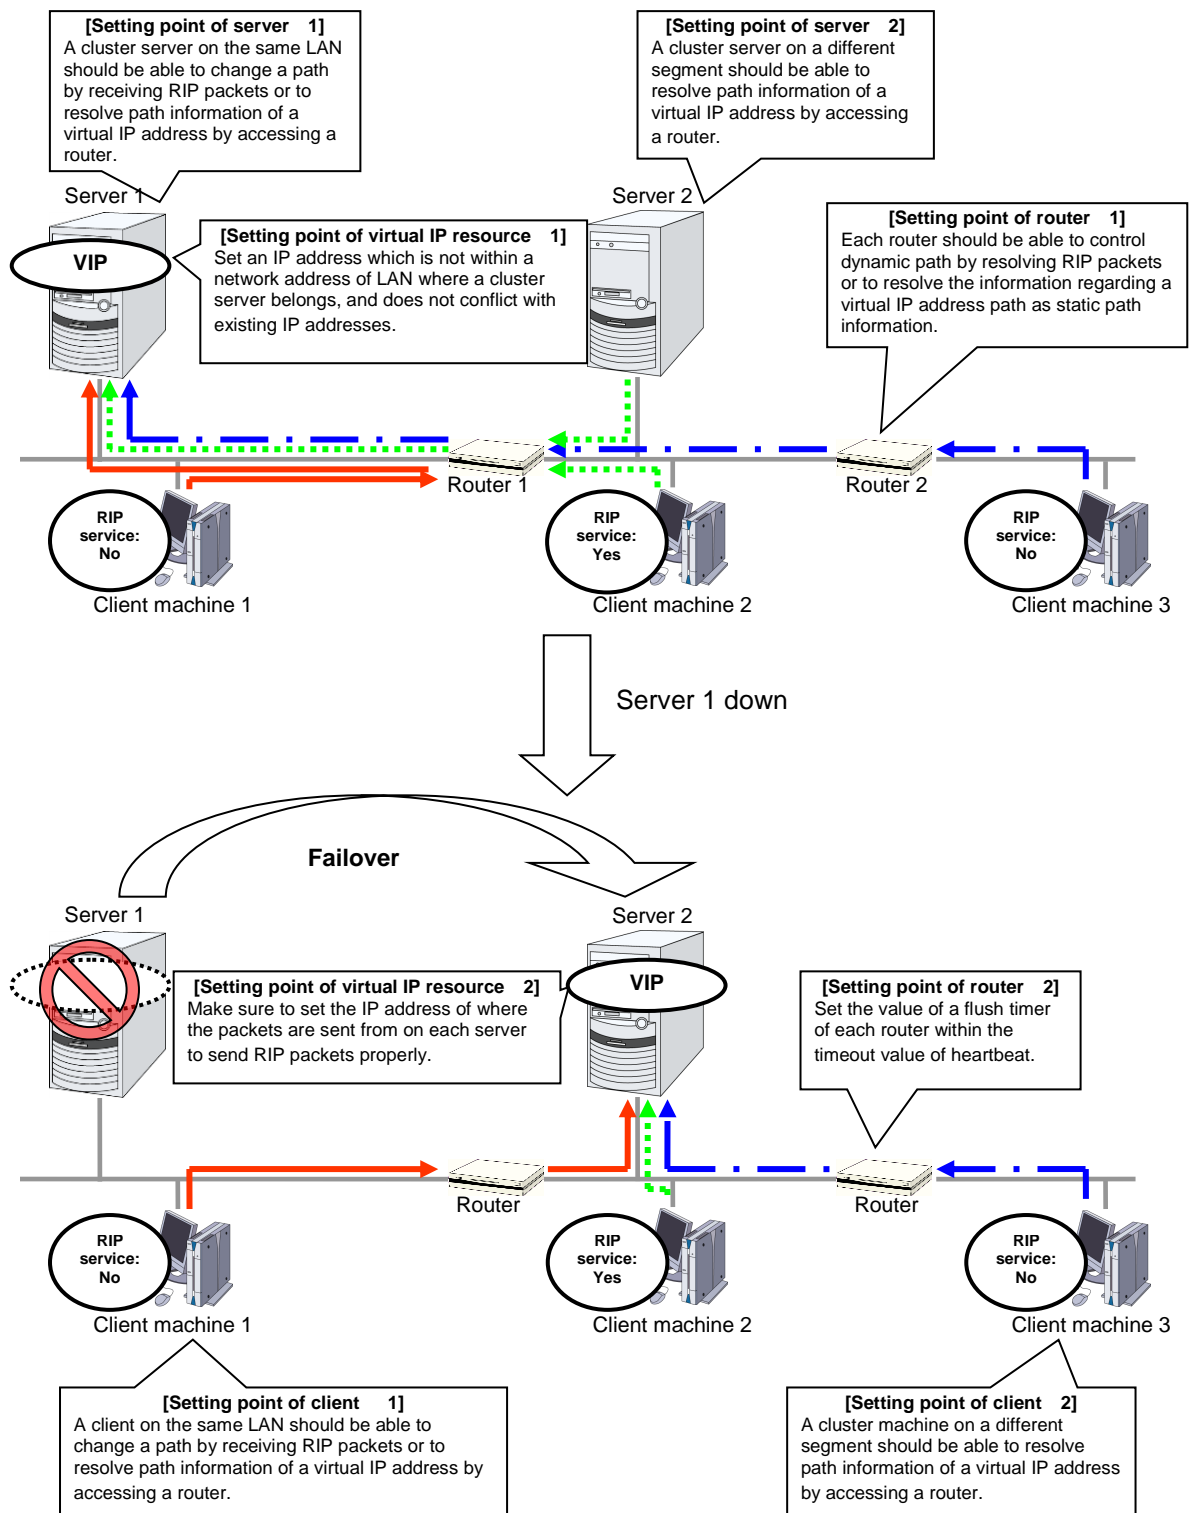 [Setting point of server 1]
A cluster server on the same LAN
should be able to change a path
by receiving RIP packets or to
resolve path information of a
virtual IP address by accessing a
router.
[Setting point of server 2]
A cluster server on a different
segment should be able to
resolve path information of a
virtual IP address by accessing
a router.
Server 1
Server 2
VIP
[Setting point of virtual IP resource 1]
Set an IP address which is not within a
network address of LAN where a cluster
server belongs, and does not conflict with
existing IP addresses.
[Setting point of router 1]
Each router should be able to control
dynamic path by resolving RIP packets
or to resolve the information regarding a
virtual IP address path as static path
information.
Router 1
Router 2
RIP
service:
No
RIP
service:
Yes
RIP
service:
No
Client machine 1
Client machine 2
Client machine 3
Server 1 down
Failover
Server 1
Server 2
[Setting point of virtual IP resource 2]
Make sure to set the IP address of where
the packets are sent from on each server
to send RIP packets properly.
VIP
[Setting point of router 2]
Set the value of a flush timer
of each router within the
timeout value of heartbeat.
Router
Router
RIP
service:
No
RIP
service:
Yes
RIP
service:
No
Client machine 1
Client machine 2
Client machine 3
[Setting point of client 1]
A client on the same LAN should be able to
change a path by receiving RIP packets or to
resolve path information of a virtual IP address by
accessing a router.
[Setting point of client 2]
A cluster machine on a different
segment should be able to resolve
path information of a virtual IP address
by accessing a router.